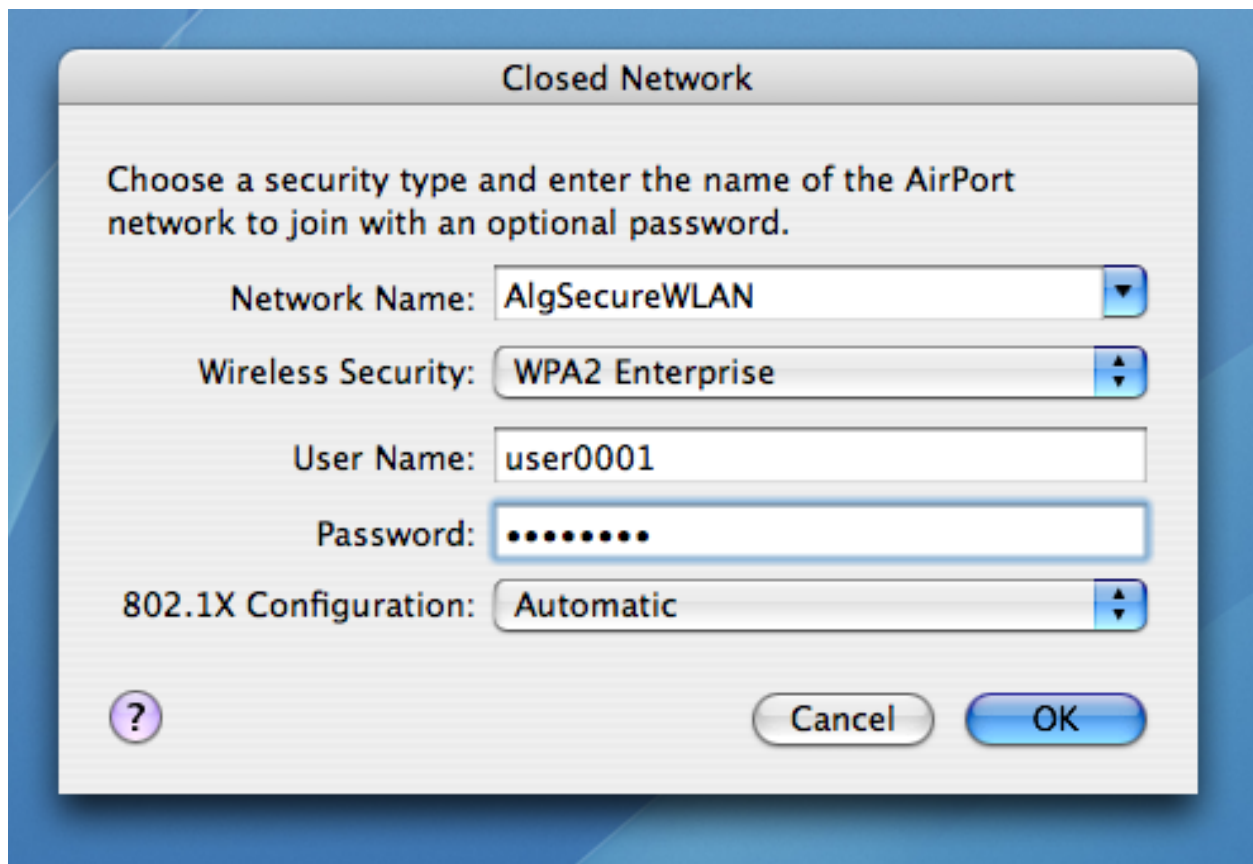 Closed Network
Choose a security type and enter the name of the AirPort
network to join with an optional password.
Network Name: AlgSecureWLAN
Wireless Security: WPA2 Enterprise
User Name: user0001
Password: ••••••••
802.1X Configuration: Automatic
? Cancel OK